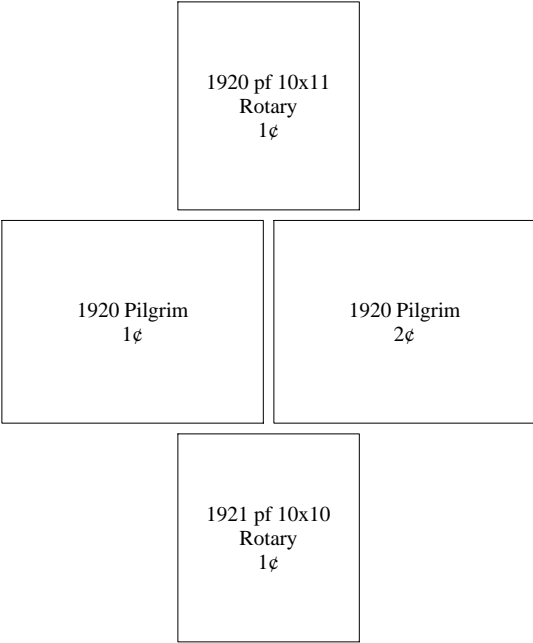 1920 pf 10x11
Rotary
1¢
1920 Pilgrim
1¢
1920 Pilgrim
2¢
1921 pf 10x10
Rotary
1¢